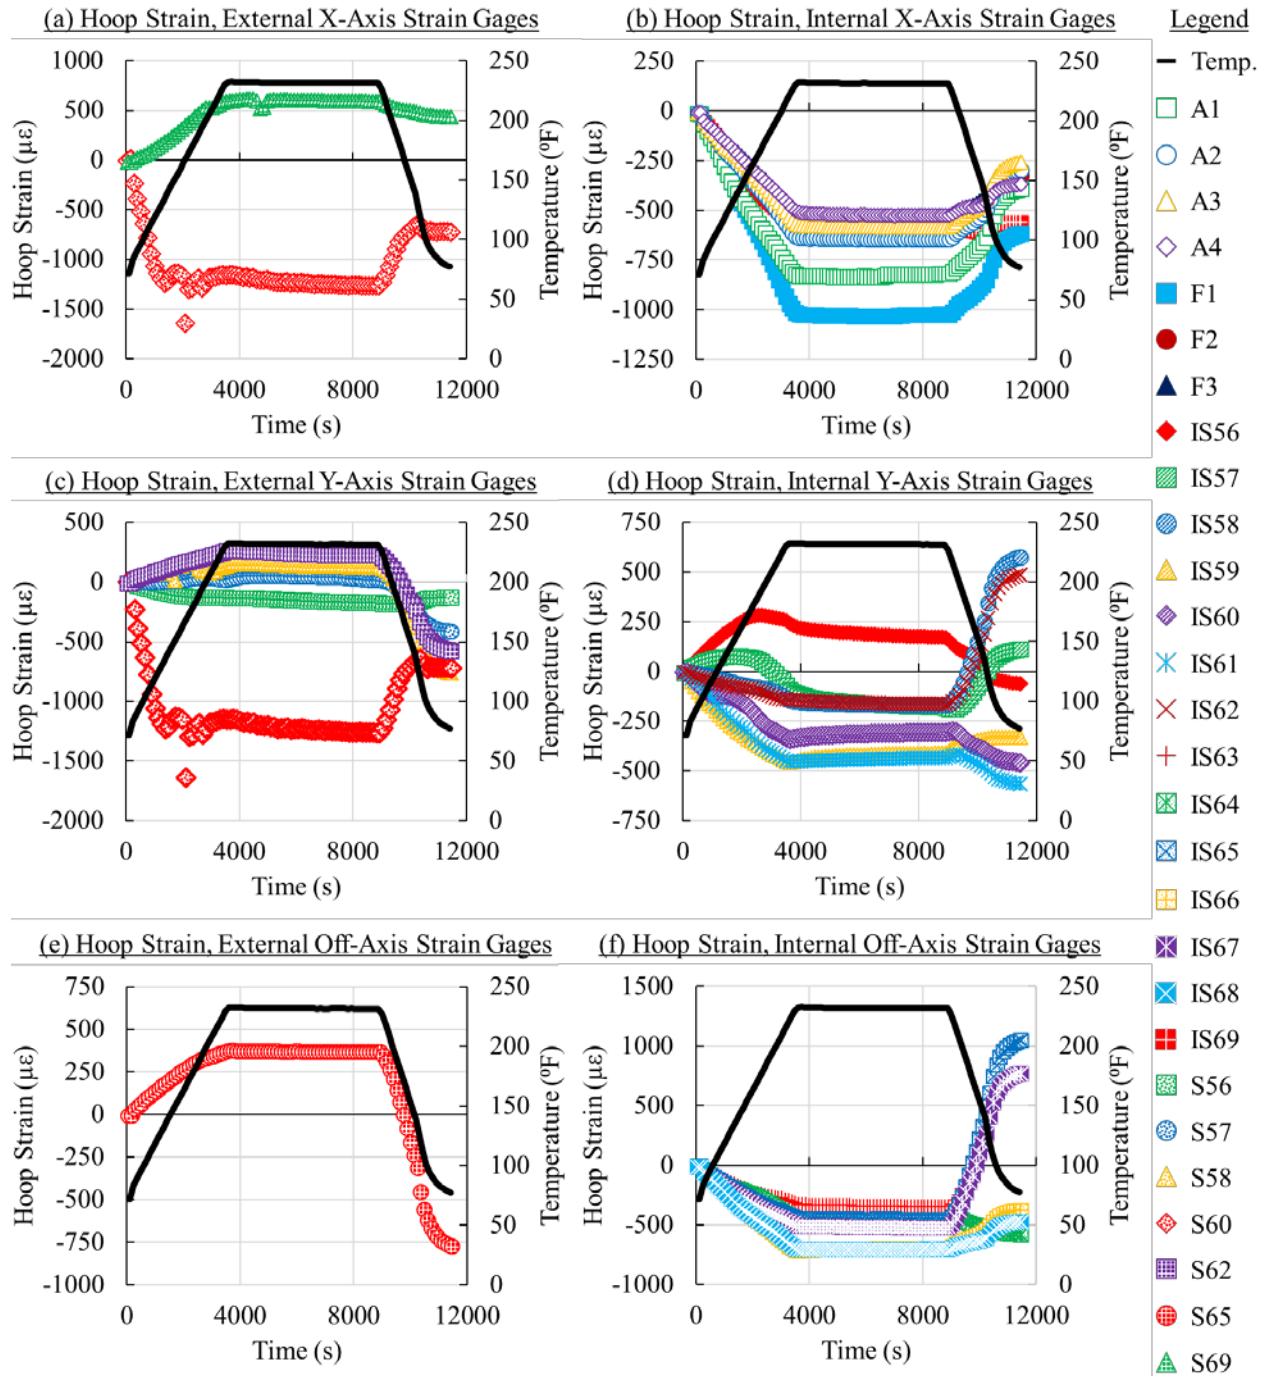 (a) Hoop Strain, External X-Axis Strain Gages
(b) Hoop Strain, Internal X-Axis Strain Gages
Legend
1000
500
0
-500
-1000
-1500
-2000
Hoop Strain (με)
250
200
150
100
50
0
Temperature (⁰F)
0
4000
8000
12000
Time (s)
250
0
-250
-500
-750
-1000
-1250
Hoop Strain (με)
250
200
150
100
50
0
Temperature (⁰F)
0
4000
8000
12000
Time (s)
(c) Hoop Strain, External Y-Axis Strain Gages
(d) Hoop Strain, Internal Y-Axis Strain Gages
500
0
-500
-1000
-1500
-2000
Hoop Strain (με)
250
200
150
100
50
0
Temperature (⁰F)
0
4000
8000
12000
Time (s)
750
500
250
0
-250
-500
-750
Hoop Strain (με)
250
200
150
100
50
0
Temperature (⁰F)
0
4000
8000
12000
Time (s)
(e) Hoop Strain, External Off-Axis Strain Gages
(f) Hoop Strain, Internal Off-Axis Strain Gages
750
500
250
0
-250
-500
-750
-1000
Hoop Strain (με)
250
200
150
100
50
0
Temperature (⁰F)
0
4000
8000
12000
Time (s)
1500
1000
500
0
-500
-1000
Hoop Strain (με)
250
200
150
100
50
0
Temperature (⁰F)
0
4000
8000
12000
Time (s)
Temp.
A1
A2
A3
A4
F1
F2
F3
IS56
IS57
IS58
IS59
IS60
IS61
IS62
IS63
IS64
IS65
IS66
IS67
IS68
IS69
S56
S57
S58
S60
S62
S65
S69